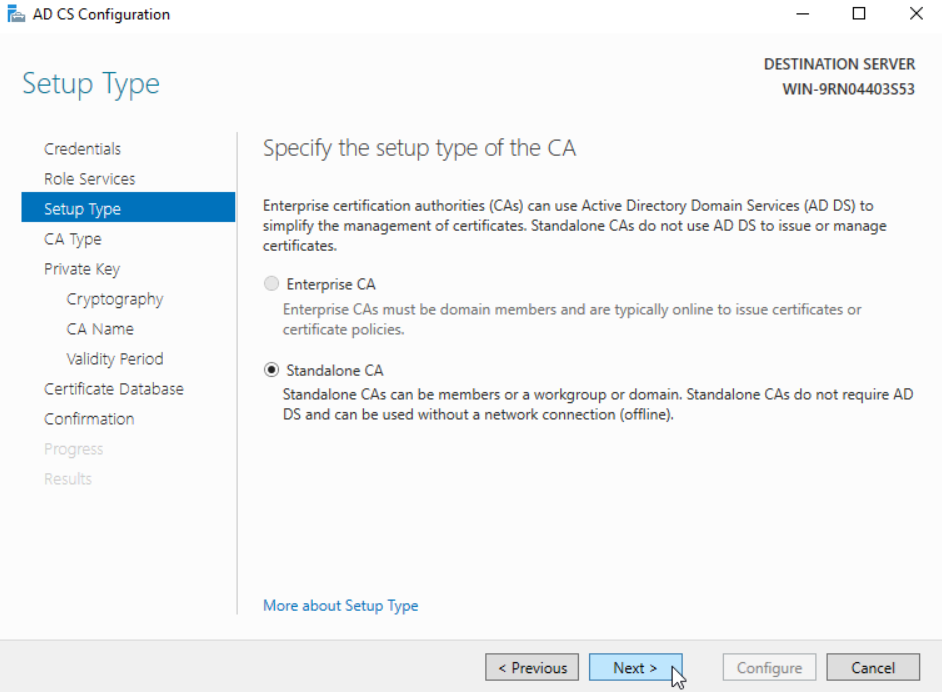 AD CS Configuration
Setup Type
DESTINATION SERVER
WIN-9RN04403S53
Credentials
Role Services
Setup Type
CA Type
Private Key
Cryptography
CA Name
Validity Period
Certificate Database
Confirmation
Progress
Results
Specify the setup type of the CA
Enterprise certification authorities (CAs) can use Active Directory Domain Services (AD DS) to
simplify the management of certificates. Standalone CAs do not use AD DS to issue or manage
certificates.
Enterprise CA
Enterprise CAs must be domain members and are typically online to issue certificates or
certificate policies.
Standalone CA
Standalone CAs can be members or a workgroup or domain. Standalone CAs do not require AD
DS and can be used without a network connection (offline).
More about Setup Type
< Previous
Next >
Configure
Cancel